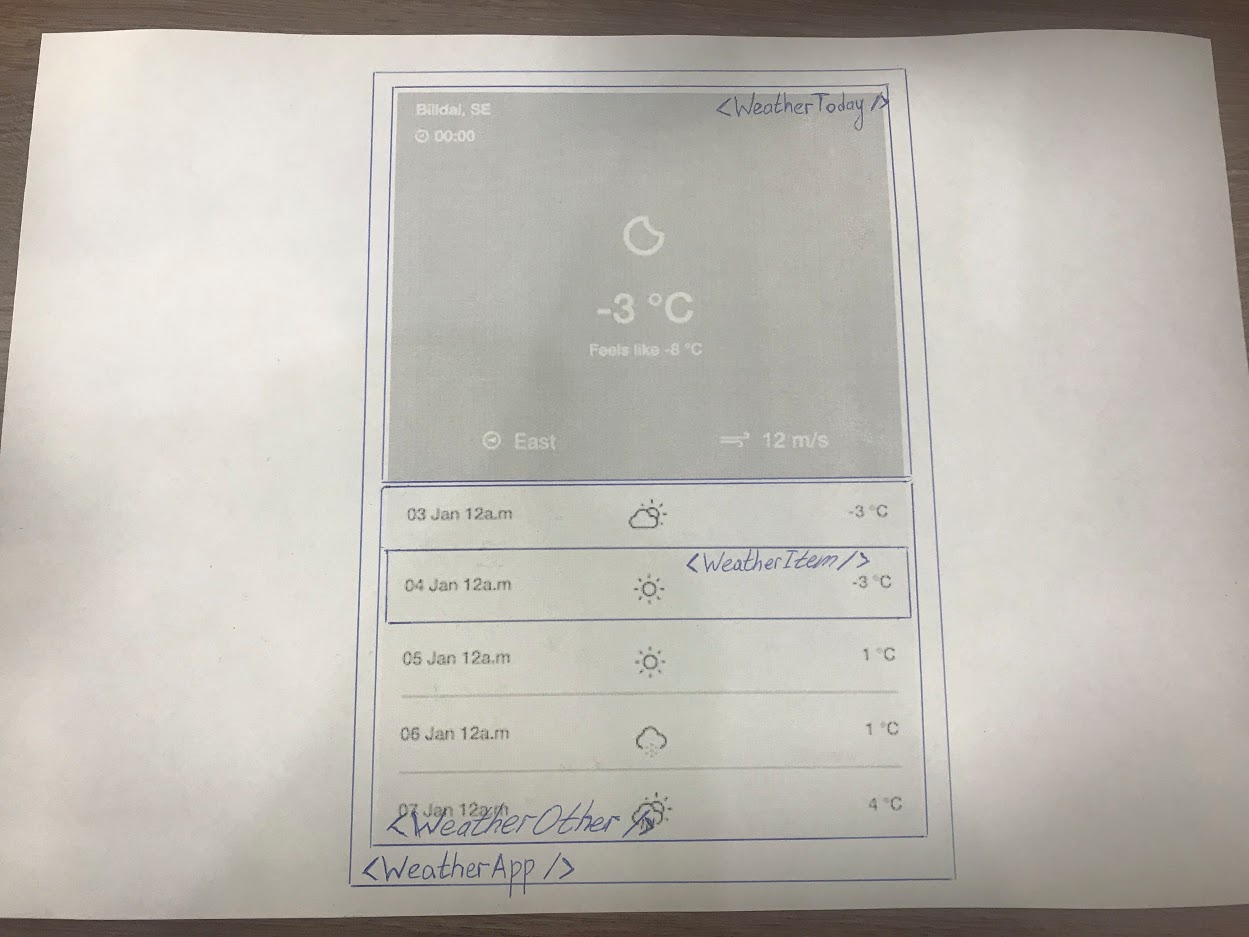 Billdal, SE
<WeatherToday />
00:00
-3 °C
Feels like -8 °C
East
12 m/s
03 Jan 12a.m
-3 °C
<WeatherItem />
04 Jan 12a.m
-3 °C
05 Jan 12a.m
1 °C
06 Jan 12a.m
1 °C
07 Jan 12a.m
4 °C
<WeatherOther />
<WeatherApp />